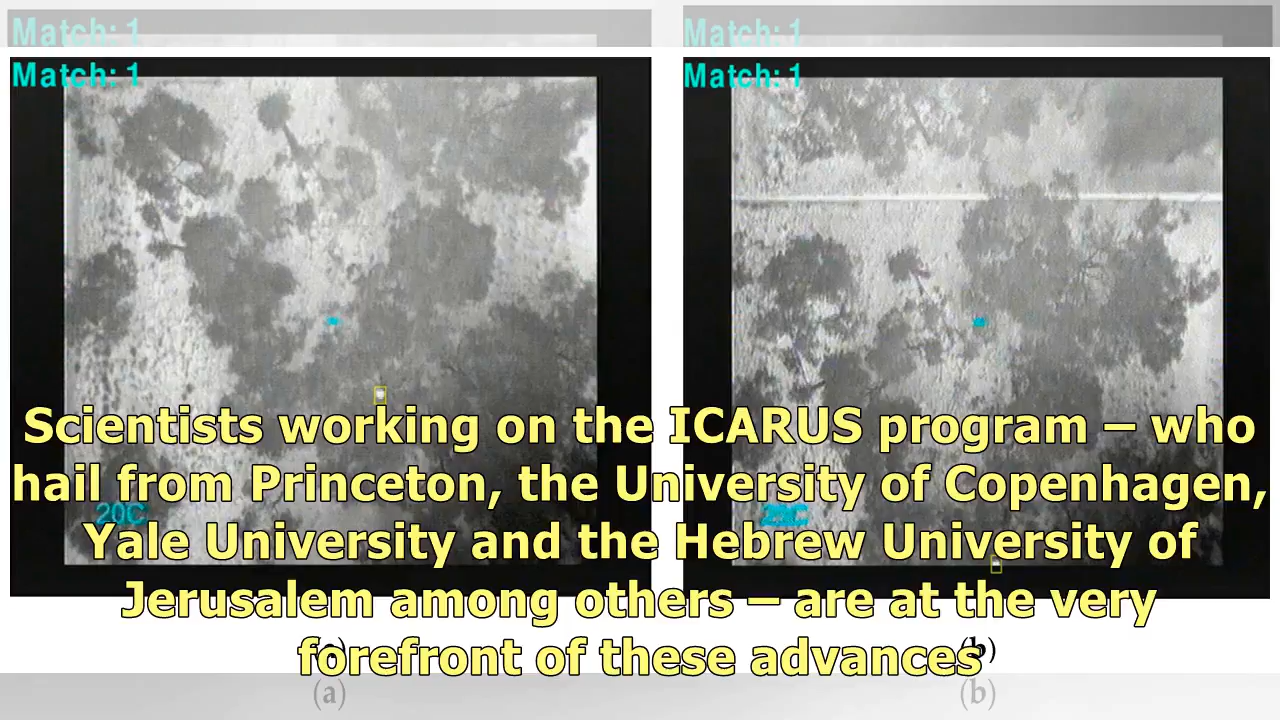 Match: 1
Match: 1
Match: 1
Match: 1
20C
Scientists working on the ICARUS program – who
hail from Princeton, the University of Copenhagen,
Yale University and the Hebrew University of
Jerusalem among others – are at the very
forefront of these advances
(b)
(a)
(b)